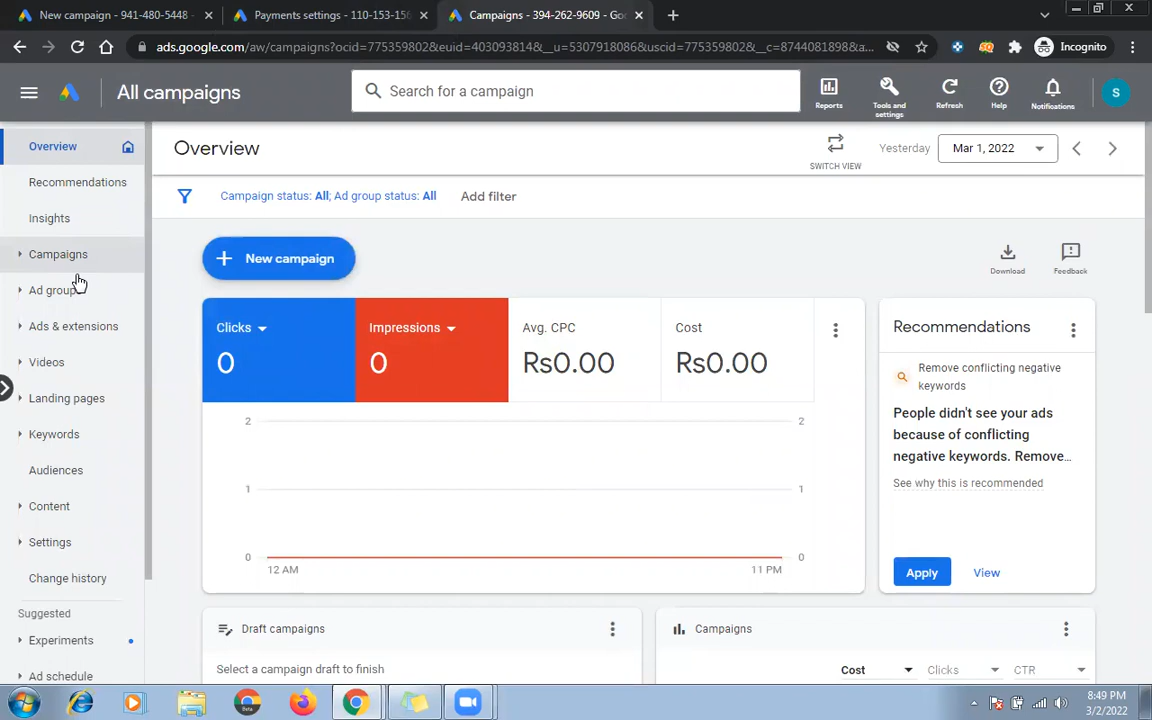 New campaign - 941-480-5448 -
Payments settings - 110-153-156
Campaigns - 394-262-9609 - Goo
ads.google.com/aw/campaigns?ocid=775359802&euid=403093814&__u=5307918086&uscid=775359802&__c=8744081898&a...
Incognito
All campaigns
Search for a campaign
Reports
Tools and
settings
Refresh
Help
Notifications
S
Overview
Recommendations
Insights
Campaigns
Ad group
Ads & extensions
Videos
Landing pages
Keywords
Audiences
Content
Settings
Change history
Suggested
Experiments
Ad schedule
Overview
SWITCH VIEW
Yesterday
Mar 1, 2022
Campaign status: All; Ad group status: All
Add filter
New campaign
Download
Feedback
Clicks
0
Impressions
0
Avg. CPC
Rs0.00
Cost
Rs0.00
2
2
1
1
0
0
12 AM
11 PM
Recommendations
Remove conflicting negative
keywords
People didn't see your ads
because of conflicting
negative keywords. Remove...
See why this is recommended
Apply
View
Draft campaigns
Select a campaign draft to finish
Campaigns
Cost
Clicks
CTR
8:49 PM
3/2/2022